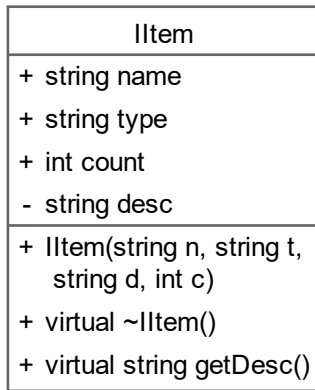 IItem
+ string name
+ string type
+ int count
- string desc
+ IItem(string n, string t,
string d, int c)
+ virtual ~IItem()
+ virtual string getDesc()